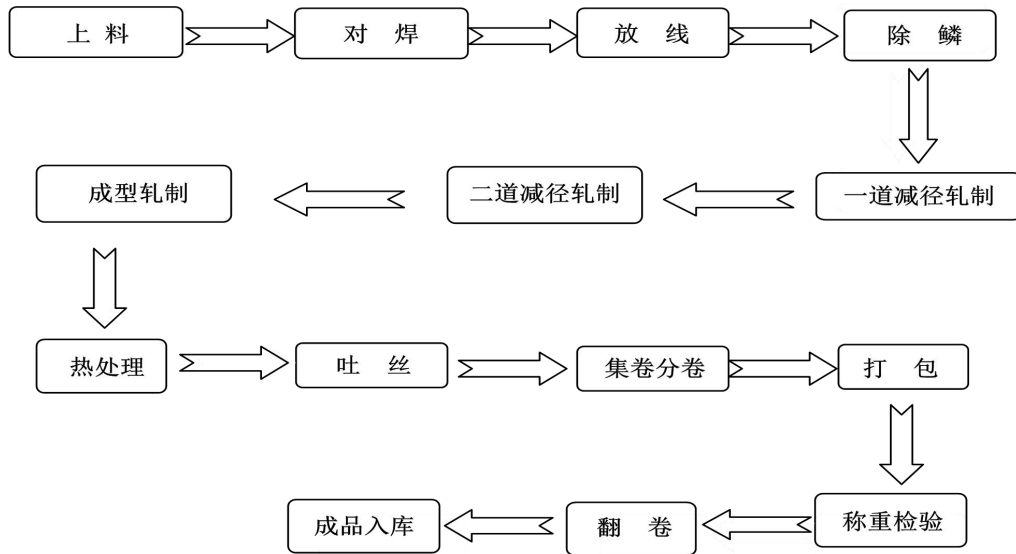 上 料
对 焊
放 线
除 鳞
一道减径轧制
二道减径轧制
成型轧制
热处理
吐 丝
集卷分卷
打 包
称重检验
翻 卷
成品入库